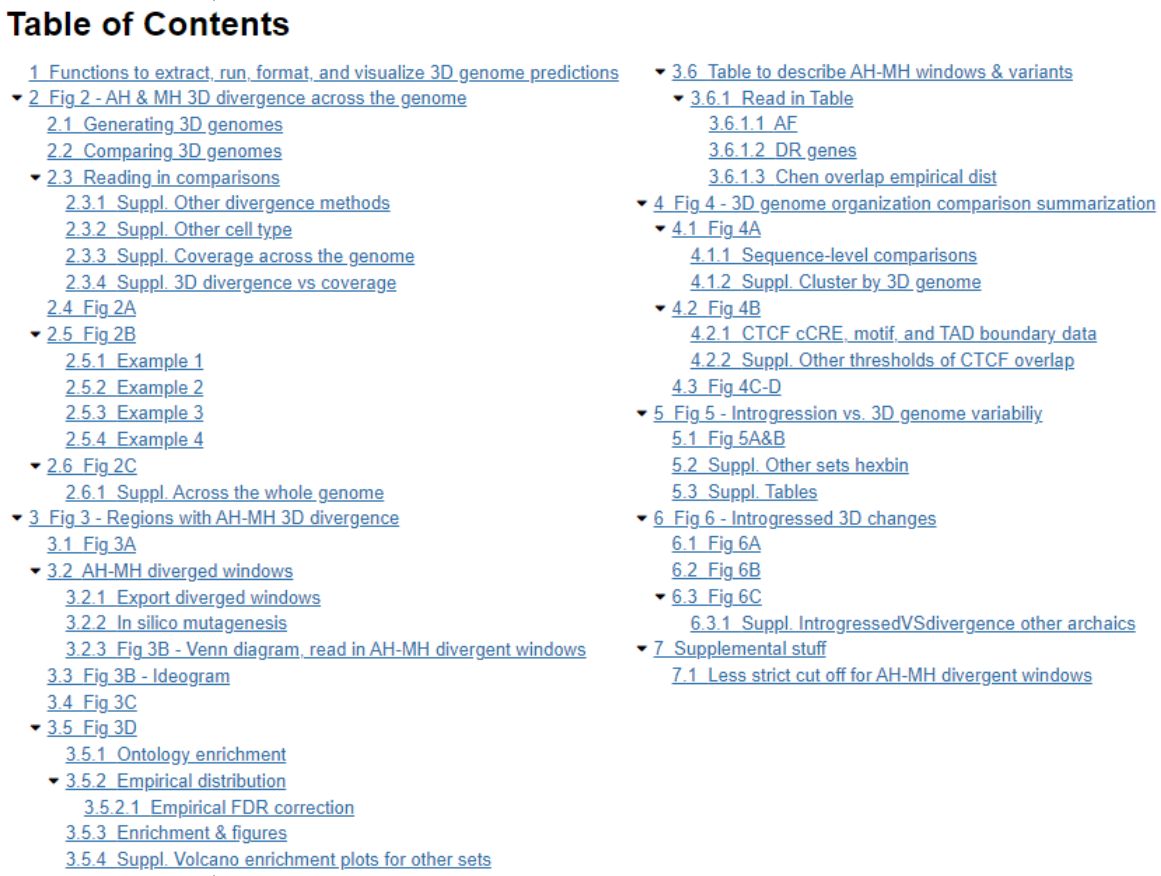 Table of Contents
1 Functions to extract, run, format, and visualize 3D genome predictions
2 Fig 2 - AH & MH 3D divergence across the genome
2.1 Generating 3D genomes
2.2 Comparing 3D genomes
2.3 Reading in comparisons
2.3.1 Suppl. Other divergence methods
2.3.2 Suppl. Other cell type
2.3.3 Suppl. Coverage across the genome
2.3.4 Suppl. 3D divergence vs coverage
2.4 Fig 2A
2.5 Fig 2B
2.5.1 Example 1
2.5.2 Example 2
2.5.3 Example 3
2.5.4 Example 4
2.6 Fig 2C
2.6.1 Suppl. Across the whole genome
3 Fig 3 - Regions with AH-MH 3D divergence
3.1 Fig 3A
3.2 AH-MH diverged windows
3.2.1 Export diverged windows
3.2.2 In silico mutagenesis
3.2.3 Fig 3B - Venn diagram, read in AH-MH divergent windows
3.3 Fig 3B - Ideogram
3.4 Fig 3C
3.5 Fig 3D
3.5.1 Ontology enrichment
3.5.2 Empirical distribution
3.5.2.1 Empirical FDR correction
3.5.3 Enrichment & figures
3.5.4 Suppl. Volcano enrichment plots for other sets
3.6 Table to describe AH-MH windows & variants
3.6.1 Read in Table
3.6.1.1 AF
3.6.1.2 DR genes
3.6.1.3 Chen overlap empirical dist
4 Fig 4 - 3D genome organization comparison summarization
4.1 Fig 4A
4.1.1 Sequence-level comparisons
4.1.2 Suppl. Cluster by 3D genome
4.2 Fig 4B
4.2.1 CTCF cCRE, motif, and TAD boundary data
4.2.2 Suppl. Other thresholds of CTCF overlap
4.3 Fig 4C-D
5 Fig 5 - Introgression vs. 3D genome variabiliy
5.1 Fig 5A&B
5.2 Suppl. Other sets hexbin
5.3 Suppl. Tables
6 Fig 6 - Introgressed 3D changes
6.1 Fig 6A
6.2 Fig 6B
6.3 Fig 6C
6.3.1 Suppl. IntrogressedVSdivergence other archaics
7 Supplemental stuff
7.1 Less strict cut off for AH-MH divergent windows